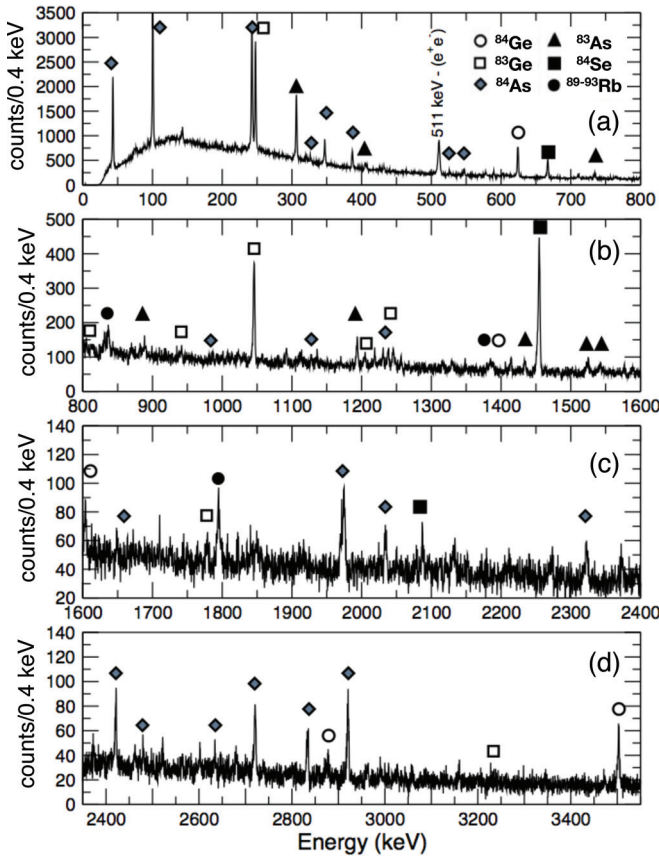 counts/0.4 keV
3500
3000
2500
2000
1500
1000
500
0
511 keV - (e⁺e⁻)
⁸⁴Ge ⁸³As
⁸³Ge ⁸⁴Se
⁸⁴As ⁸⁹⁻⁹³Rb
(a)
0 100 200 300 400 500 600 700 800
counts/0.4 keV
500
400
300
200
100
0
(b)
800 900 1000 1100 1200 1300 1400 1500 1600
counts/0.4 keV
140
120
100
80
60
40
20
(c)
1600 1700 1800 1900 2000 2100 2200 2300 2400
counts/0.4 keV
140
120
100
80
60
40
20
0
(d)
2400 2600 2800 3000 3200 3400
Energy (keV)